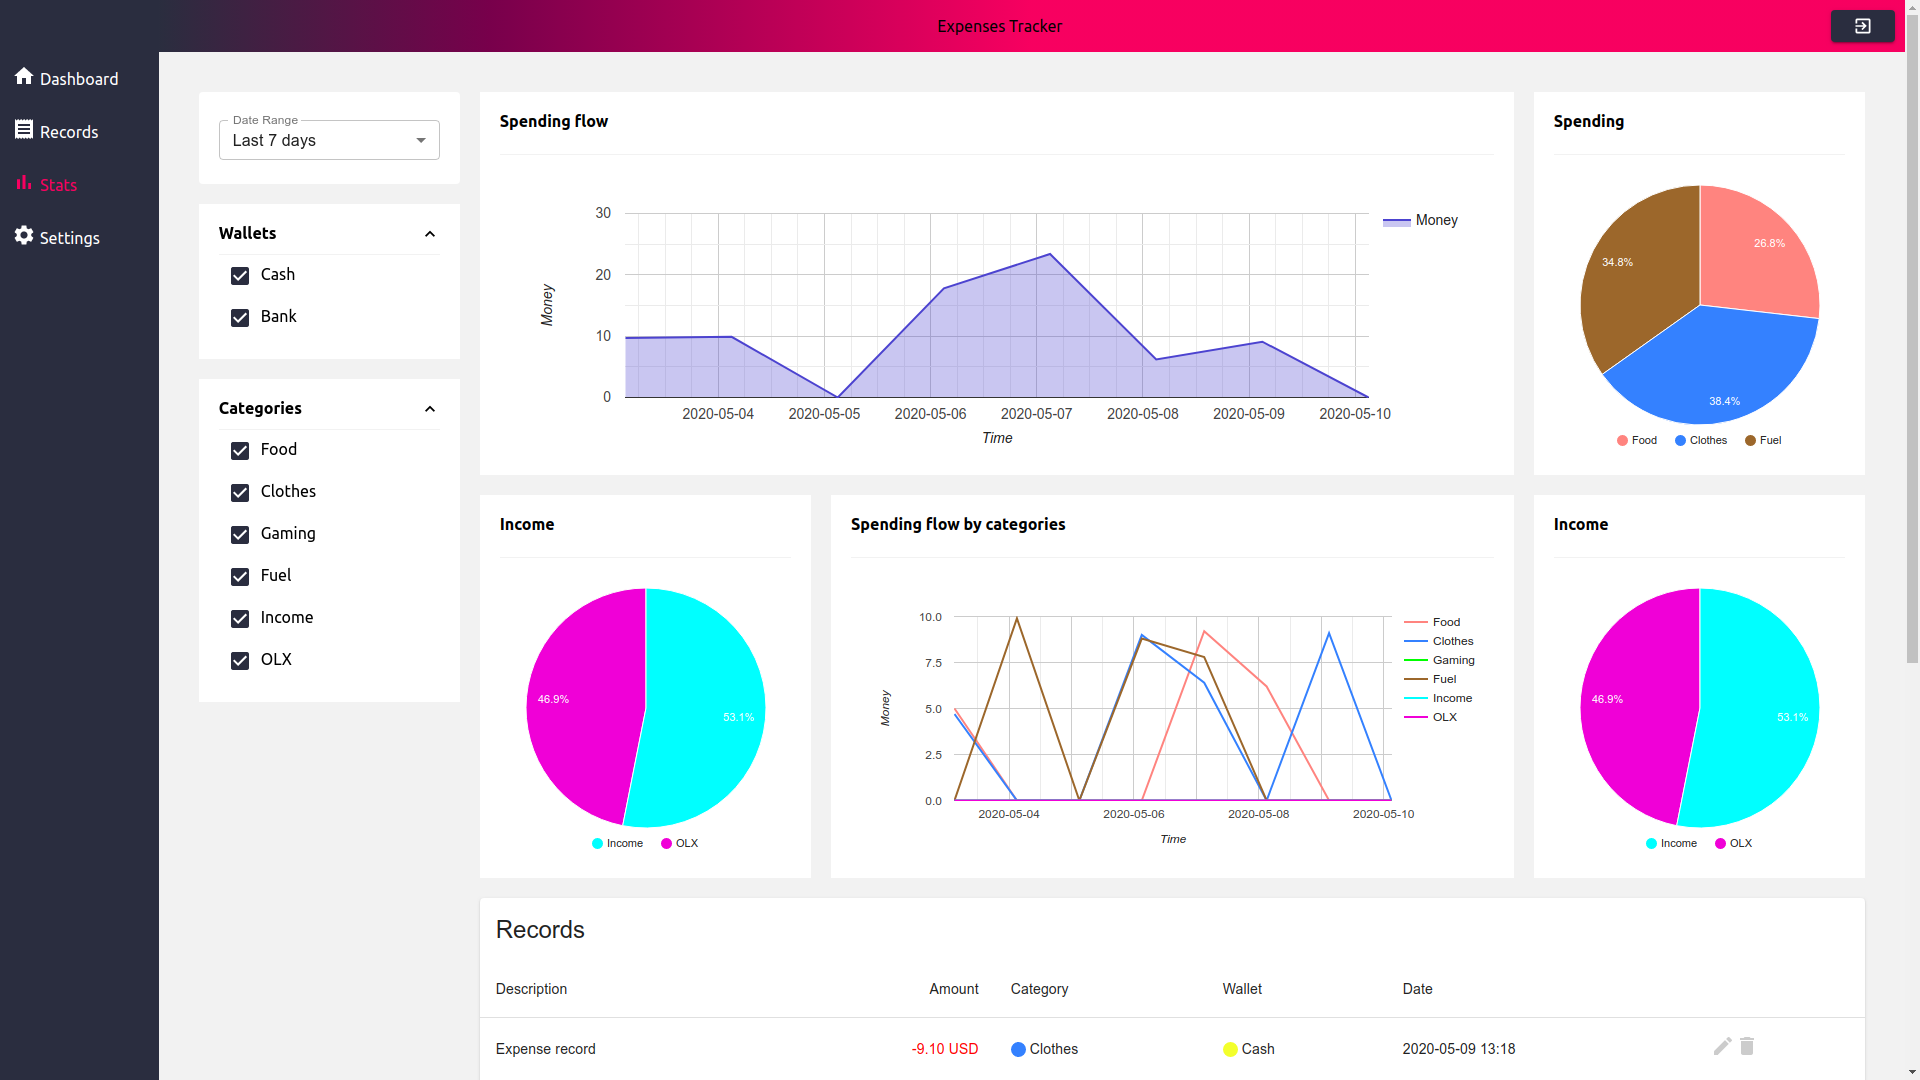 Expenses Tracker
Dashboard
Records
Stats
Settings
Date Range
Last 7 days
Wallets
Cash
Bank
Categories
Food
Clothes
Gaming
Fuel
Income
OLX
Spending flow
30
20
10
0
Money
2020-05-04 2020-05-05 2020-05-06 2020-05-07 2020-05-08 2020-05-09 2020-05-10
Time
Money
Spending
26.8%
34.8%
38.4%
Food Clothes Fuel
Income
46.9%
53.1%
Income OLX
Spending flow by categories
10.0
7.5
5.0
2.5
0.0
Money
2020-05-04 2020-05-06 2020-05-08 2020-05-10
Time
Food
Clothes
Gaming
Fuel
Income
OLX
Income
46.9%
53.1%
Income OLX
Records
Description Amount Category Wallet Date
Expense record -9.10 USD Clothes Cash 2020-05-09 13:18